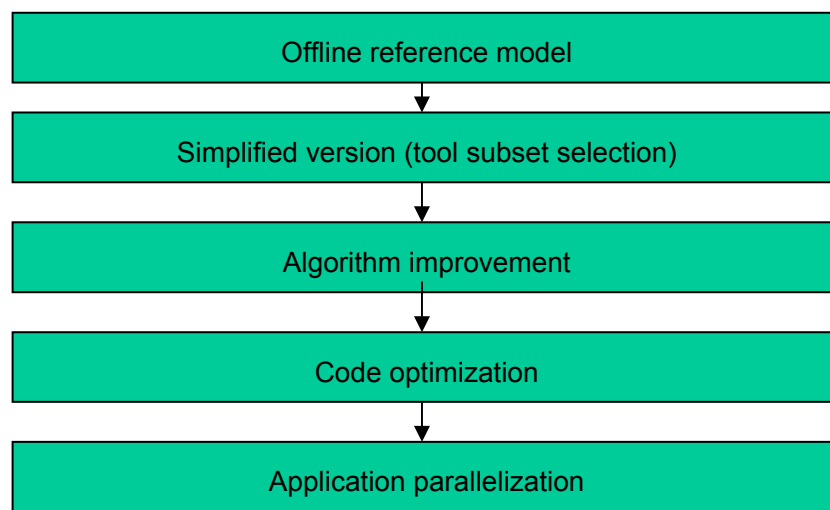 Offline reference model
Simplified version (tool subset selection)
Algorithm improvement
Code optimization
Application parallelization